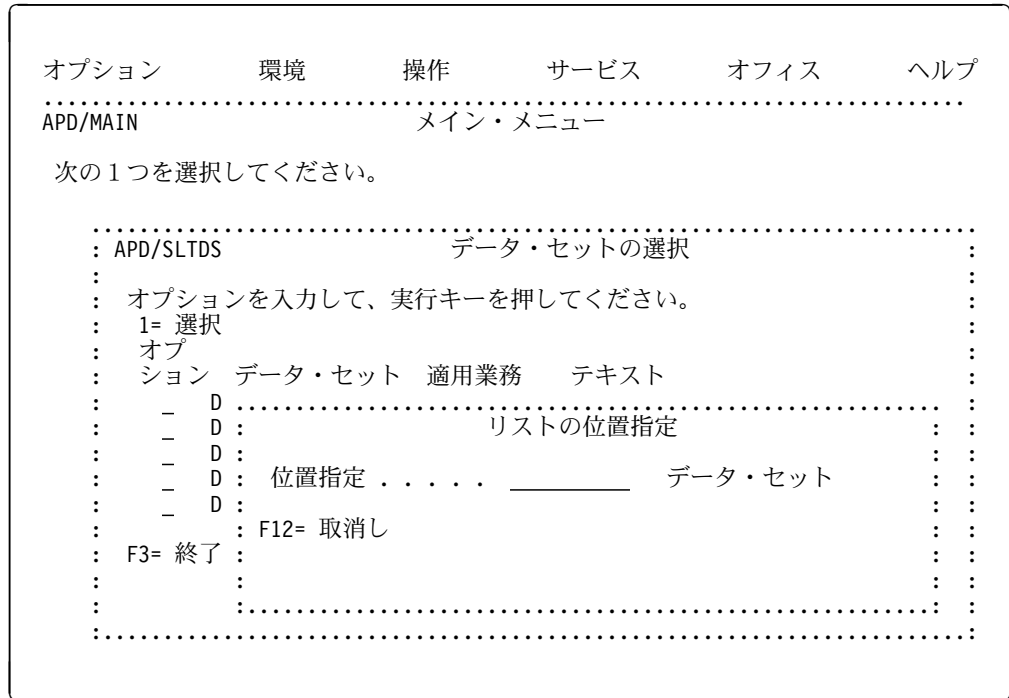 オプション 環境 操作 サービス オフィス ヘルプ
..............................................................................
APD/MAIN メイン・メニュー
次の１つを選択してください。
..........................................................................
: APD/SLTDS データ・セットの選択 :
: :
: オプションを入力して、実行キーを押してください。 :
: 1= 選択 :
: オプ :
: ション データ・セット 適用業務 テキスト :
: _ D ........................................................... :
: _ D : リストの位置指定 : :
: _ D : : :
: _ D : 位置指定 . . . . . __________ データ・セット : :
: _ D : : :
: : F12= 取消し : :
: F3= 終了 : : :
: : : :
: :.........................................................: :
:.........................................................................: